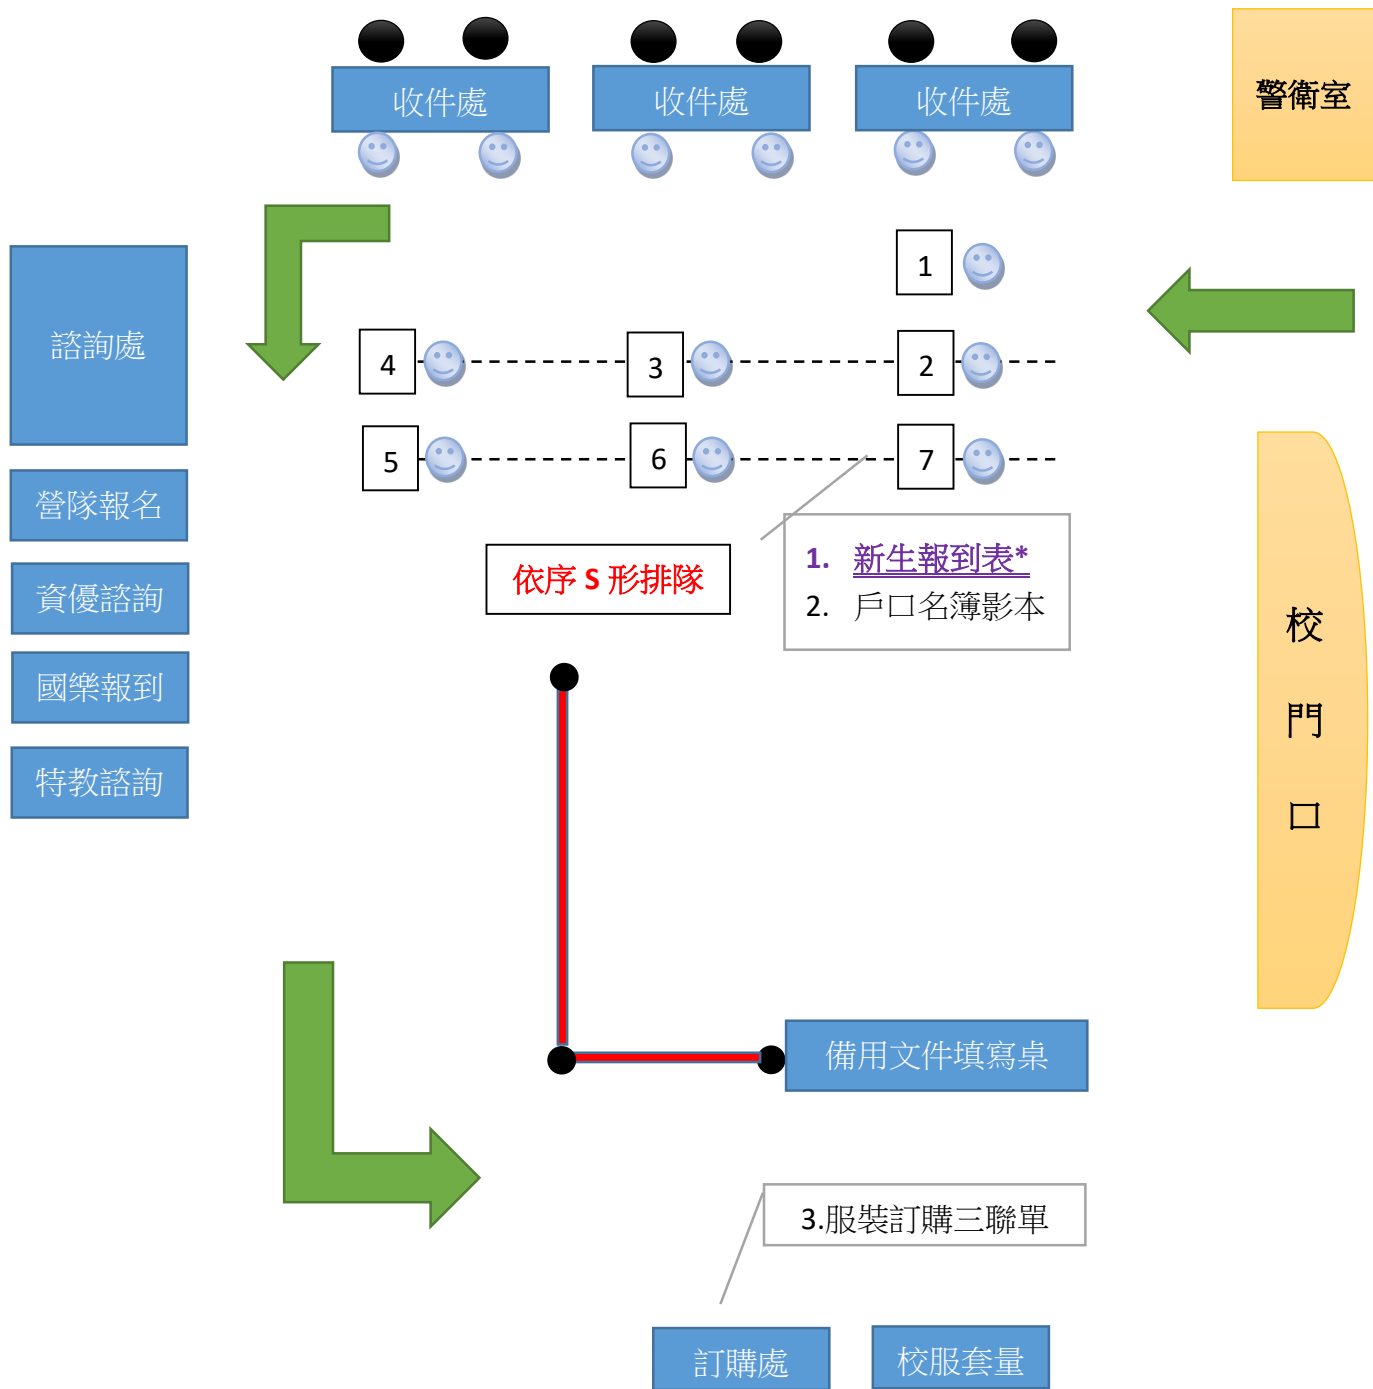 收件處
收件處
收件處
警衛室
諮詢處
1
4
3
2
5
6
7
營隊報名
資優諮詢
國樂報到
特教諮詢
依序 S 形排隊
1. 新生報到表*
2. 戶口名簿影本
校
門
口
備用文件填寫桌
3.服裝訂購三聯單
訂購處
校服套量